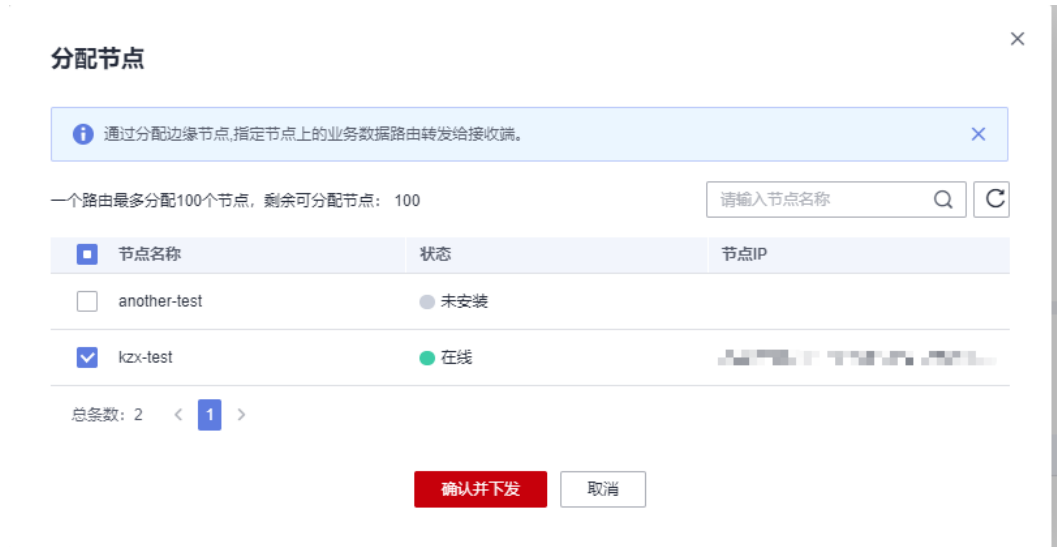 分配节点
通过分配边缘节点,指定节点上的业务数据路由转发给接收端。
一个路由最多分配100个节点，剩余可分配节点： 100 请输入节点名称
节点名称 状态 节点IP
another-test 未安装
kzx-test 在线
总条数：2 < 1 >
确认并下发 取消